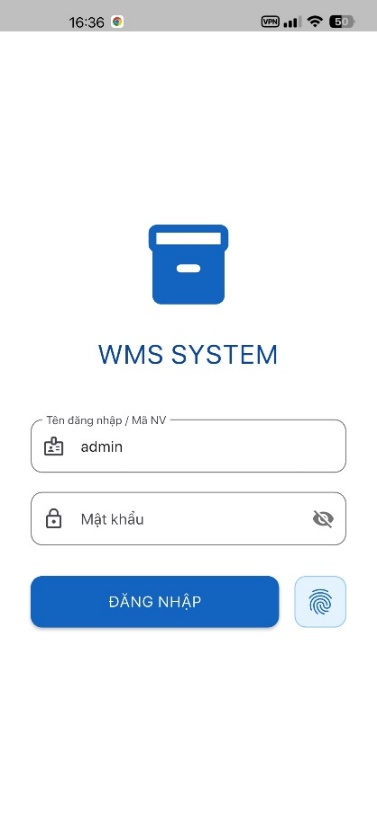 16:36
VPN
50
WMS SYSTEM
Tên đăng nhập / Mã NV
admin
Mật khẩu
ĐĂNG NHẬP